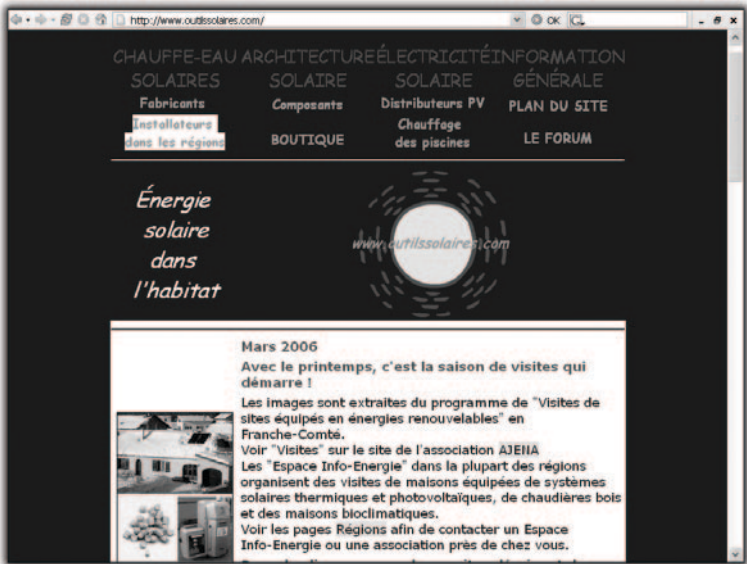 http://www.outilssolaires.com/
OK
CHAUFFE-EAU ARCHITECTURE ÉLECTRICITÉ INFORMATION
SOLAIRES SOLAIRE SOLAIRE GÉNÉRALE
Fabricants Composants Distributeurs PV PLAN DU SITE
Installateurs Chauffage
dans les régions BOUTIQUE des piscines LE FORUM
Énergie
solaire
dans
l'habitat
www.outilssolaires.com
Mars 2006
Avec le printemps, c'est la saison de visites qui
démarre !
Les images sont extraites du programme de "Visites de
sites équipés en énergies renouvelables" en
Franche-Comté.
Voir "Visites" sur le site de l'association AJENA
Les "Espace Info-Energie" dans la plupart des régions
organisent des visites de maisons équipées de systèmes
solaires thermiques et photovoltaïques, de chaudières bois
et des maisons bioclimatiques.
Voir les pages Régions afin de contacter un Espace
Info-Energie ou une association près de chez vous.